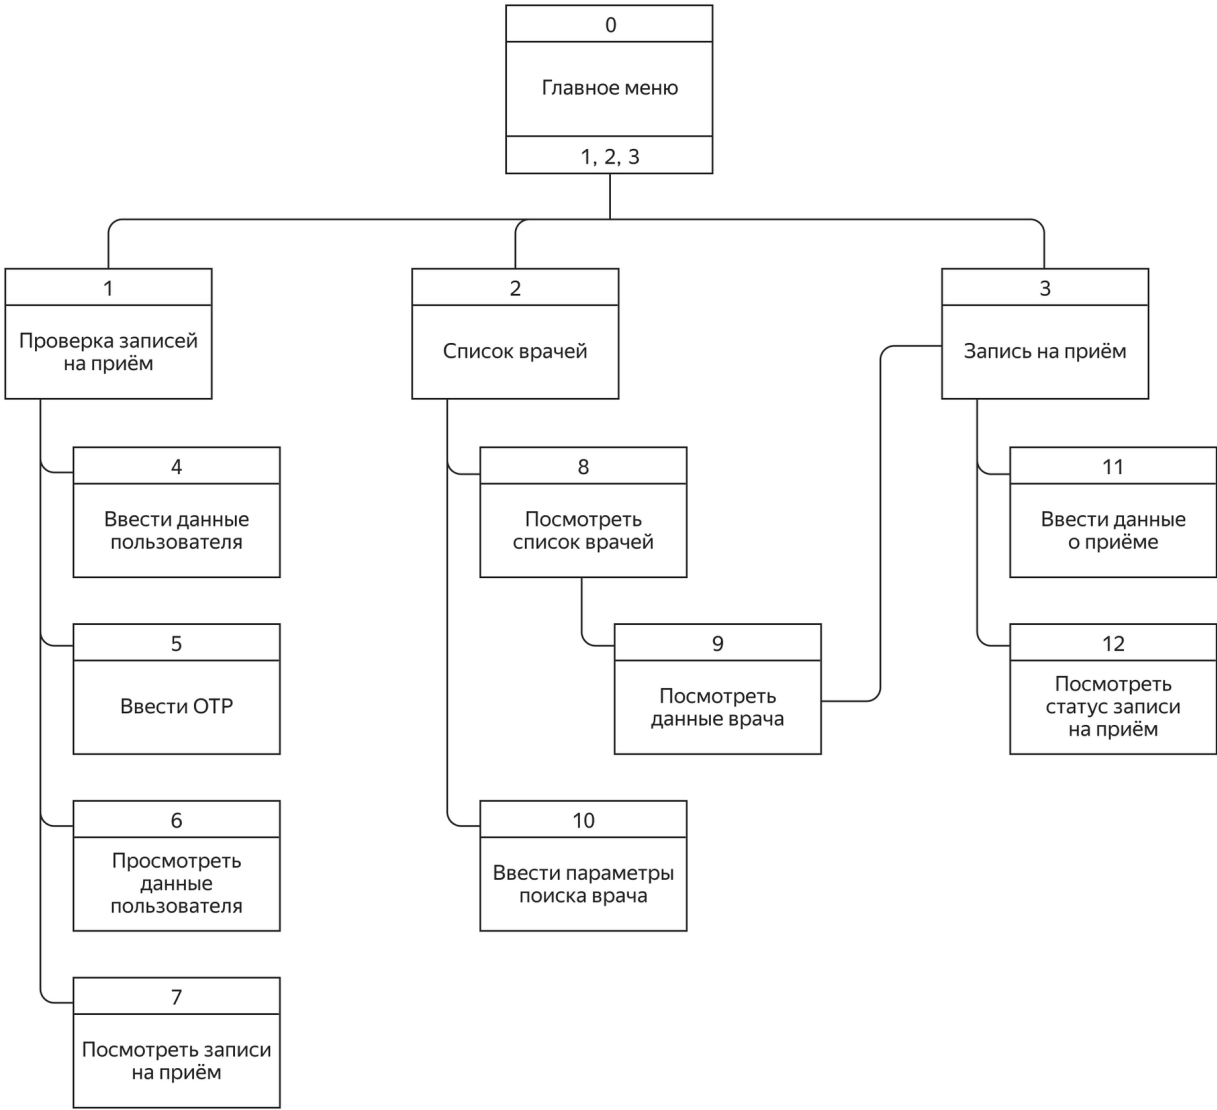 0
Главное меню
1, 2, 3
1
Проверка записей
на приём
2
Список врачей
3
Запись на приём
4
Ввести данные
пользователя
5
Ввести OTP
6
Просмотреть
данные
пользователя
7
Посмотреть записи
на приём
8
Посмотреть
список врачей
9
Посмотреть
данные врача
10
Ввести параметры
поиска врача
11
Ввести данные
о приёме
12
Посмотреть
статус записи
на приём